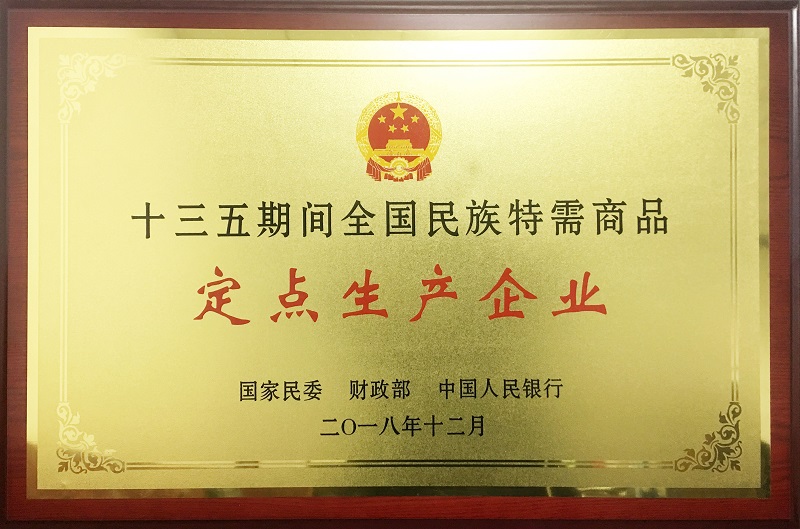 十三五期间全国民族特需商品
定点生产企业
国家民委 财政部 中国人民银行
二〇一八年十二月